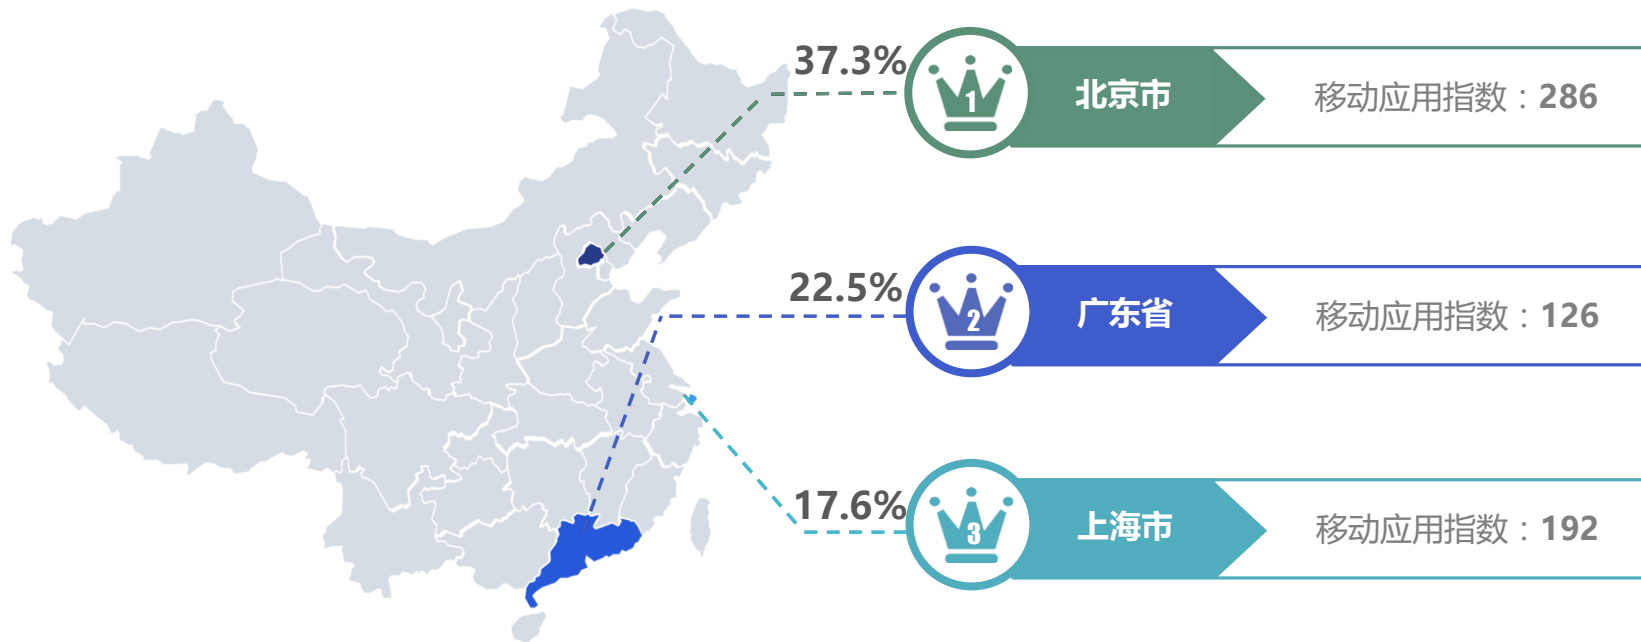 37.3%
1
北京市
移动应用指数：286
22.5%
2
广东省
移动应用指数：126
17.6%
3
上海市
移动应用指数：192